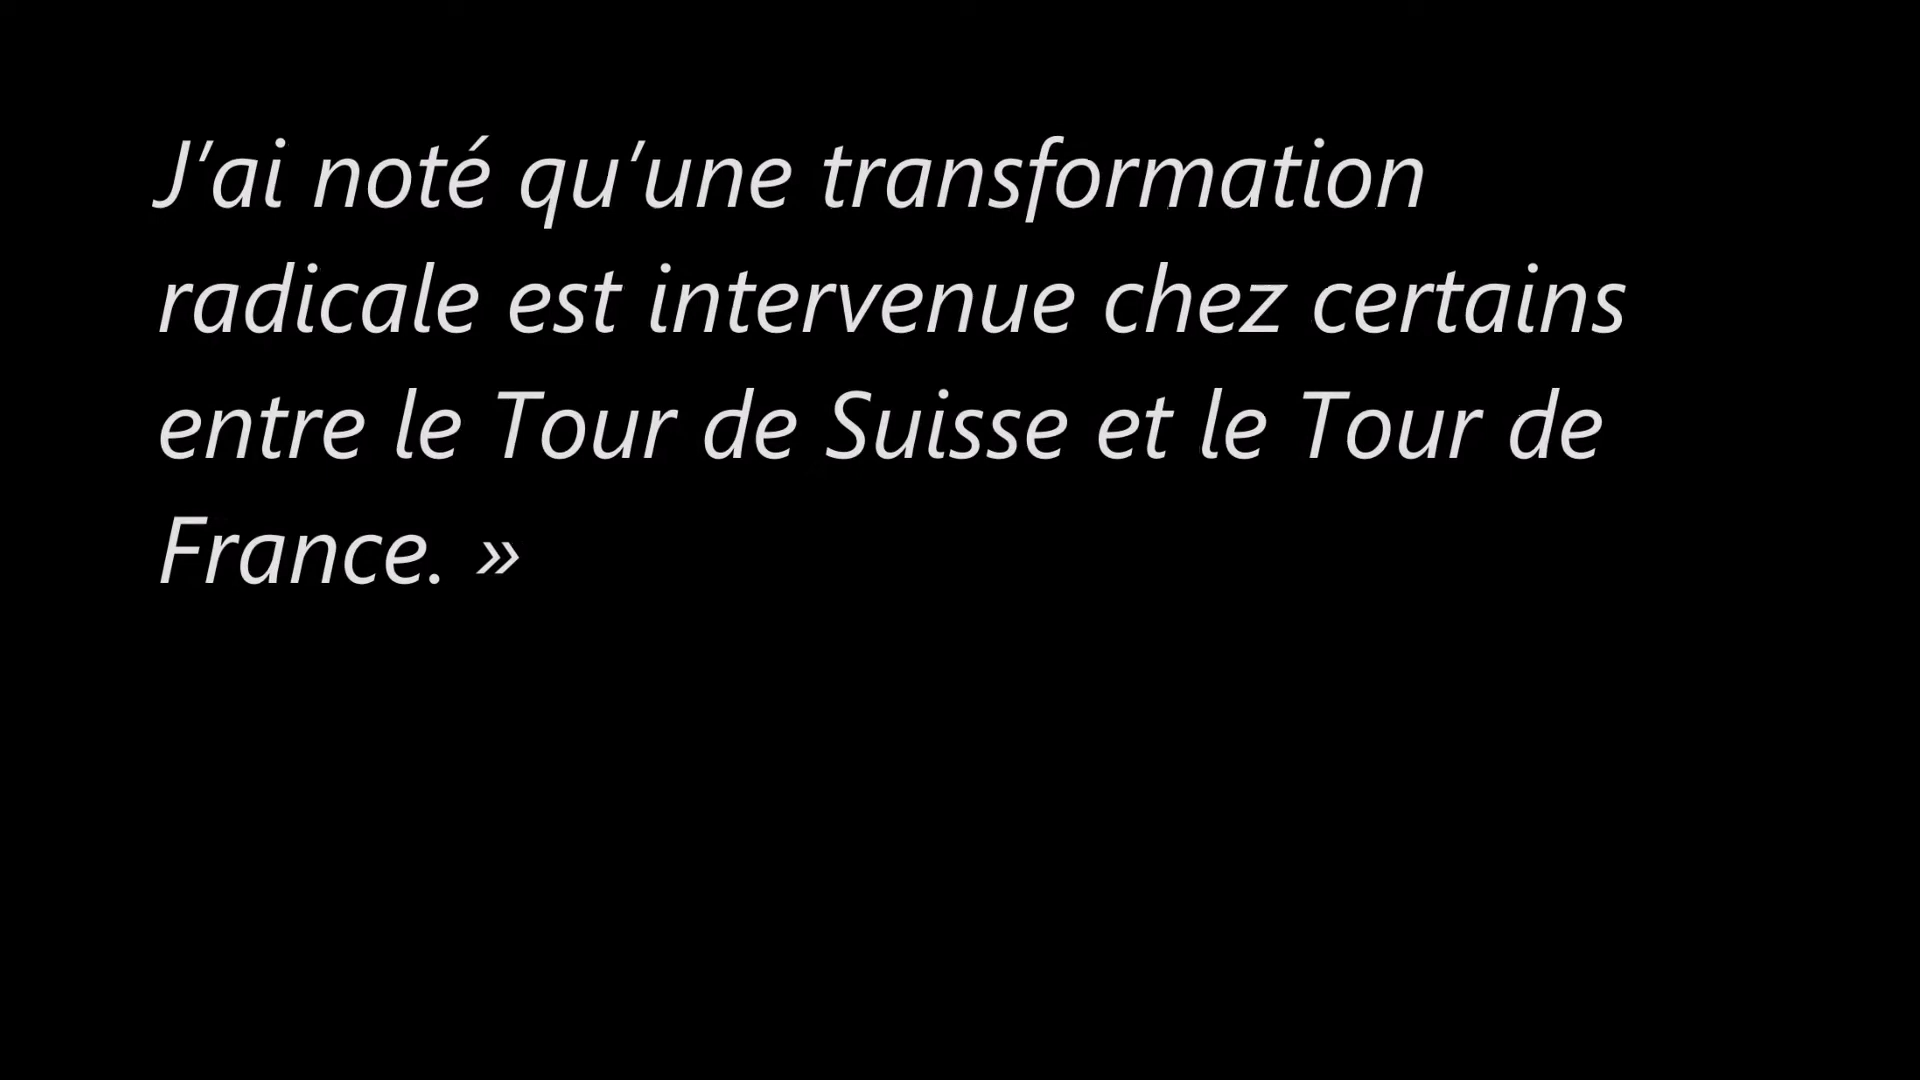 J'ai noté qu'une transformation
radicale est intervenue chez certains
entre le Tour de Suisse et le Tour de
France. »